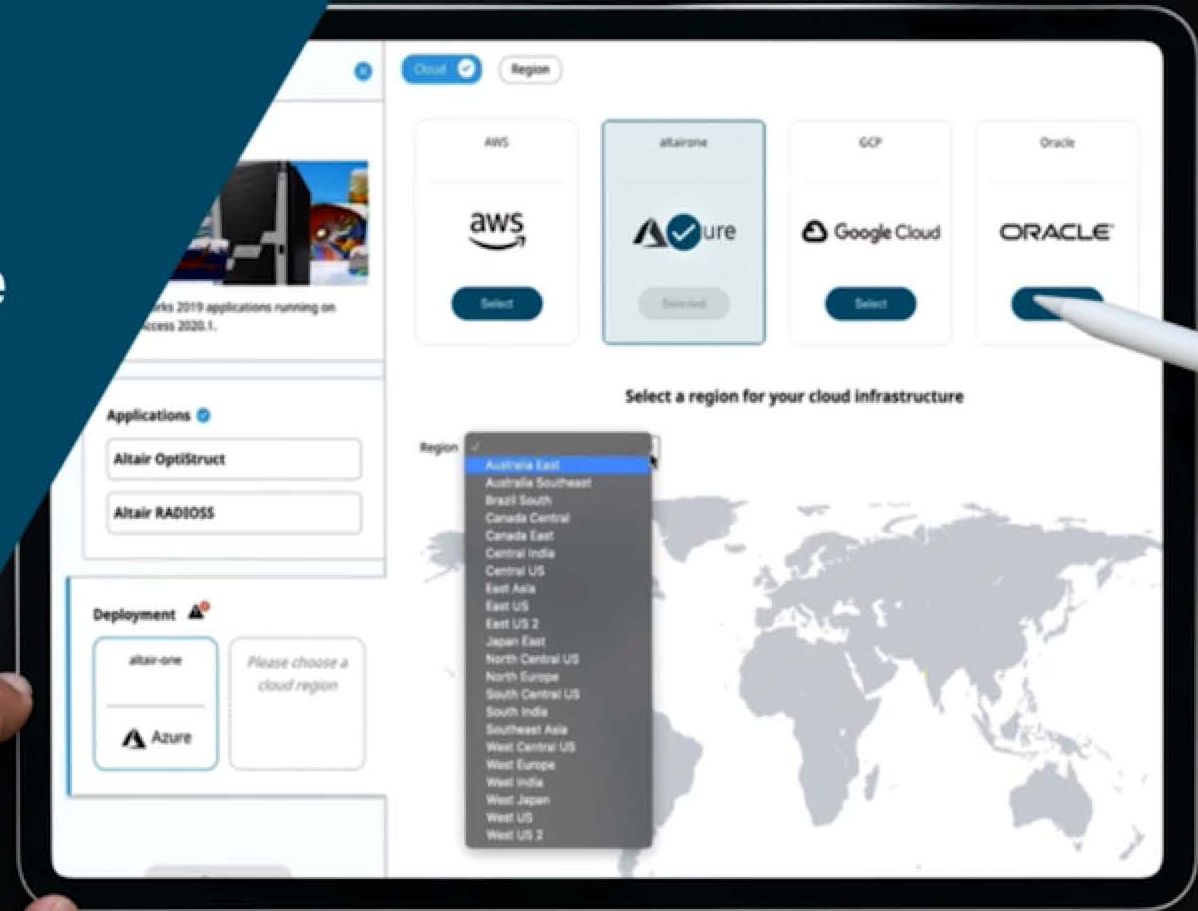 e
Cloud
Region
AWS
aws
Select
altairone
ure
Selected
GCP
Google Cloud
Select
Oracle
ORACLE
rks 2019 applications running on
ccess 2020.1.
Applications
Altair OptiStruct
Altair RADIOSS
Deployment
altair-one
Azure
Please choose a
cloud region
Select a region for your cloud infrastructure
Region
Australia East
Australia Southeast
Brazil South
Canada Central
Canada East
Central India
Central US
East Asia
East US
East US 2
Japan East
North Central US
North Europe
South Central US
South India
Southeast Asia
West Central US
West Europe
West India
West Japan
West US
West US 2